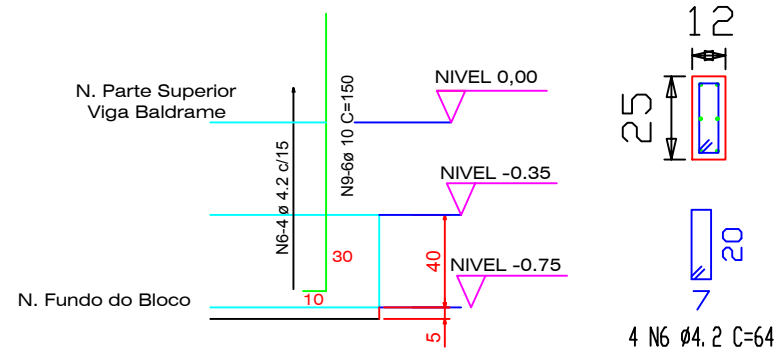 N. Parte Superior
Viga Baldrame
N6-4 ø 4.2 c/15
N9-6ø 10 C=150
NIVEL 0,00
NIVEL -0.35
30
40
NIVEL -0.75
10
N. Fundo do Bloco
5
12
25
20
7
4 N6 Ø4.2 C=64